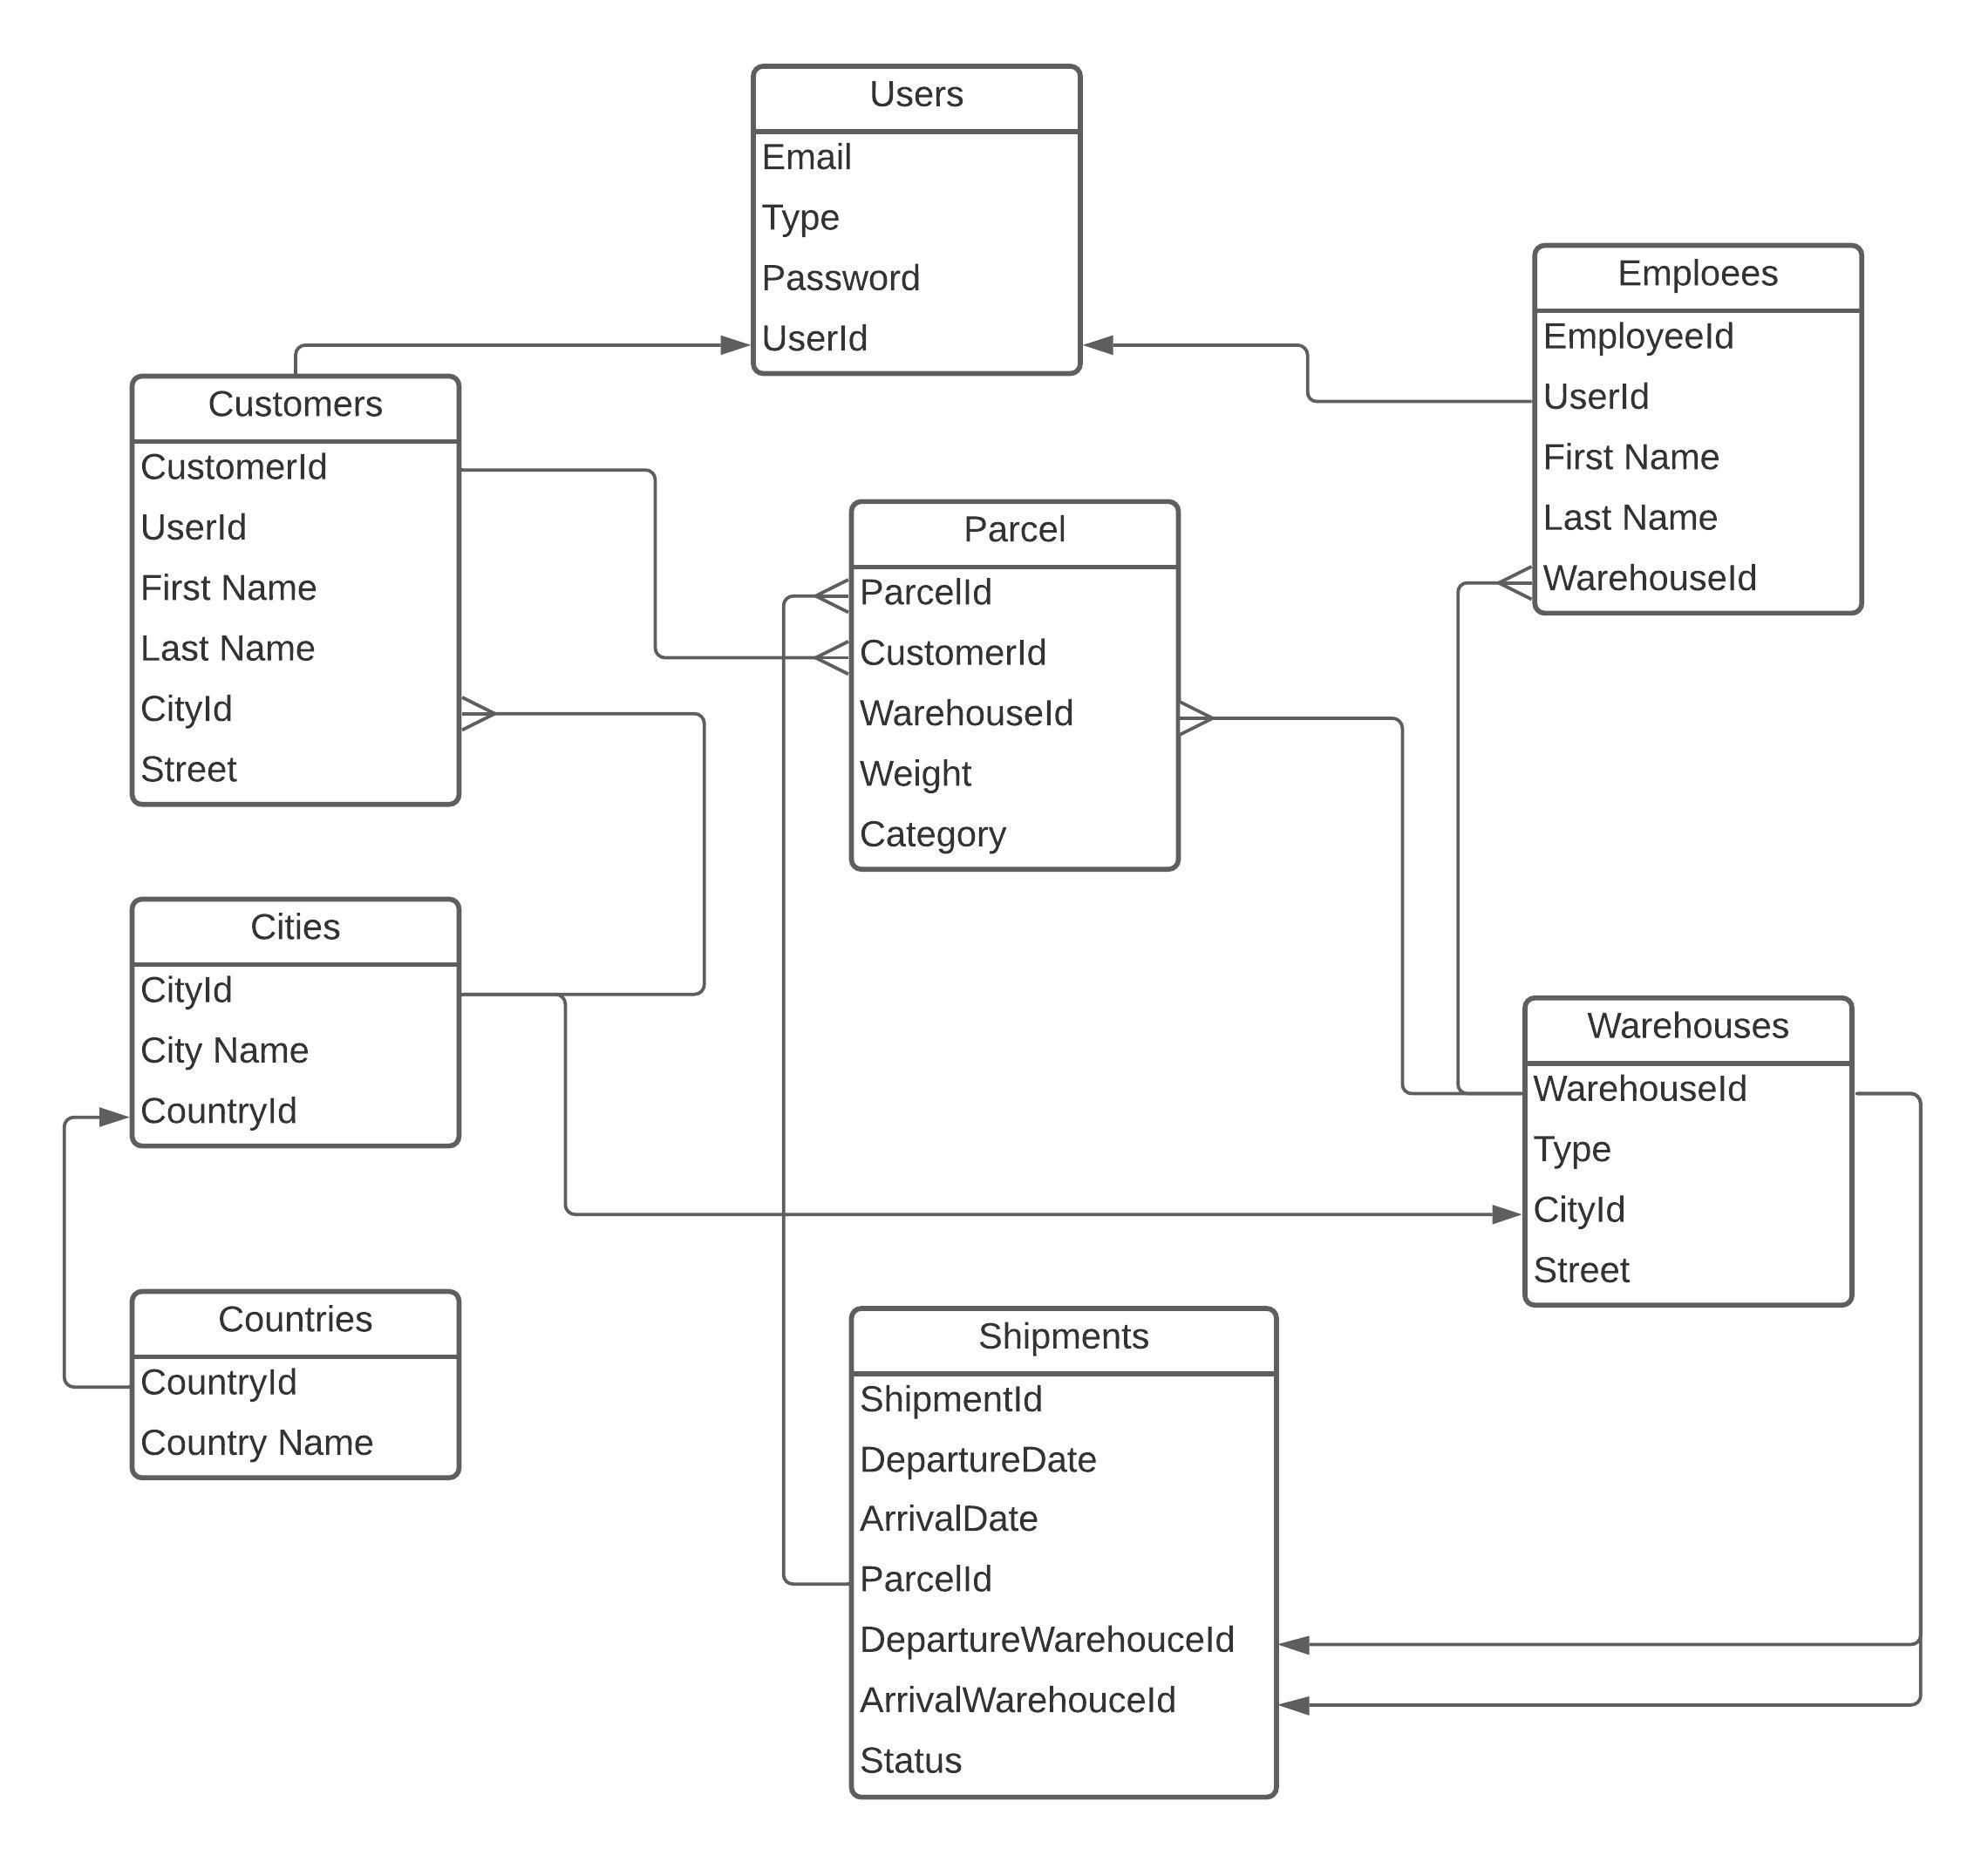 Users
Email
Type
Password
UserId
Emploees
EmployeeId
UserId
First Name
Last Name
WarehouseId
Customers
CustomerId
UserId
First Name
Last Name
CityId
Street
Parcel
ParcelId
CustomerId
WarehouseId
Weight
Category
Cities
CityId
City Name
CountryId
Warehouses
WarehouseId
Type
CityId
Street
Countries
CountryId
Country Name
Shipments
ShipmentId
DepartureDate
ArrivalDate
ParcelId
DepartureWarehouceId
ArrivalWarehouceId
Status